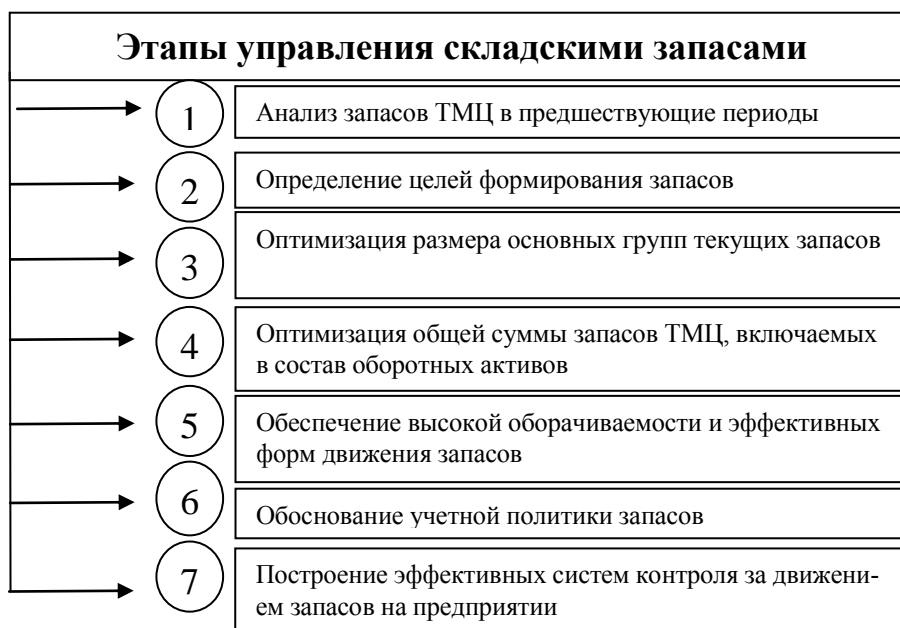 Этапы управления складскими запасами
1
Анализ запасов ТМЦ в предшествующие периоды
2
Определение целей формирования запасов
3
Оптимизация размера основных групп текущих запасов
4
Оптимизация общей суммы запасов ТМЦ, включаемых
в состав оборотных активов
5
Обеспечение высокой оборачиваемости и эффективных
форм движения запасов
6
Обоснование учетной политики запасов
7
Построение эффективных систем контроля за движени-
ем запасов на предприятии